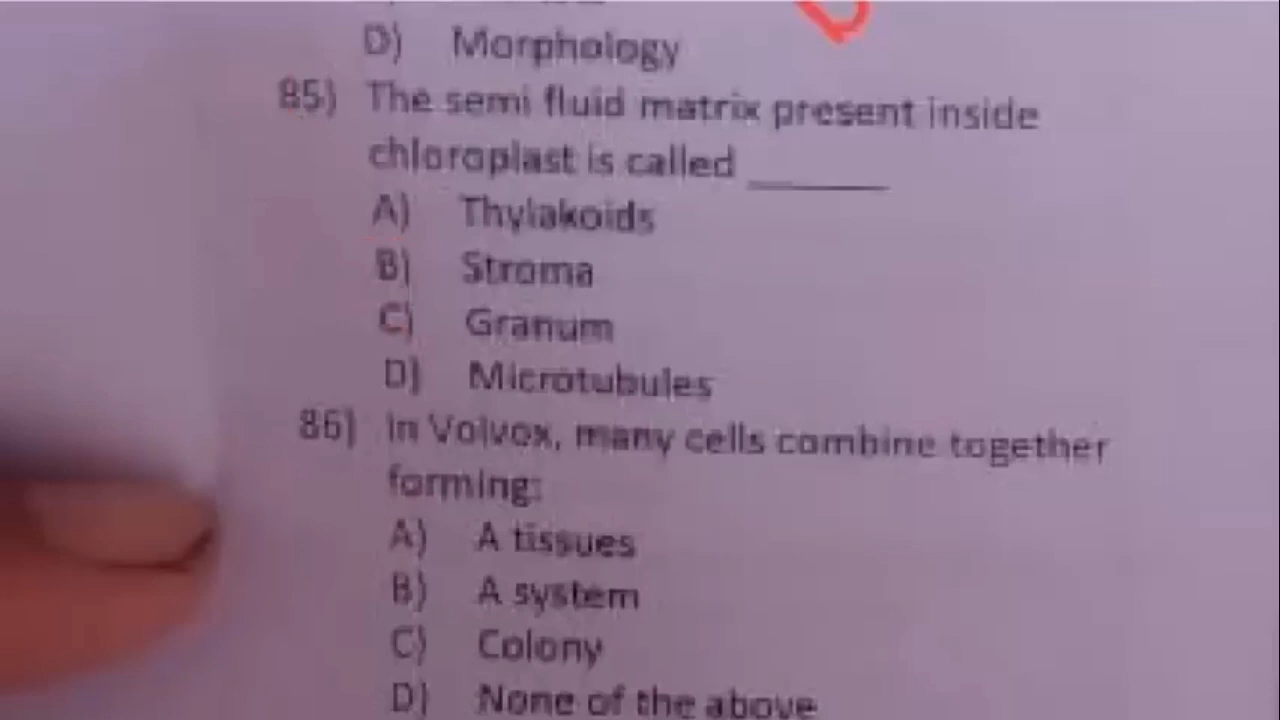 D) Morphology
85) The semi fluid matrix present inside
chloroplast is called ______
A) Thylakoids
B) Stroma
C) Granum
D) Microtubules
86) In Volvox, many cells combine together
forming:
A) A tissues
B) A system
C) Colony
D) None of the above